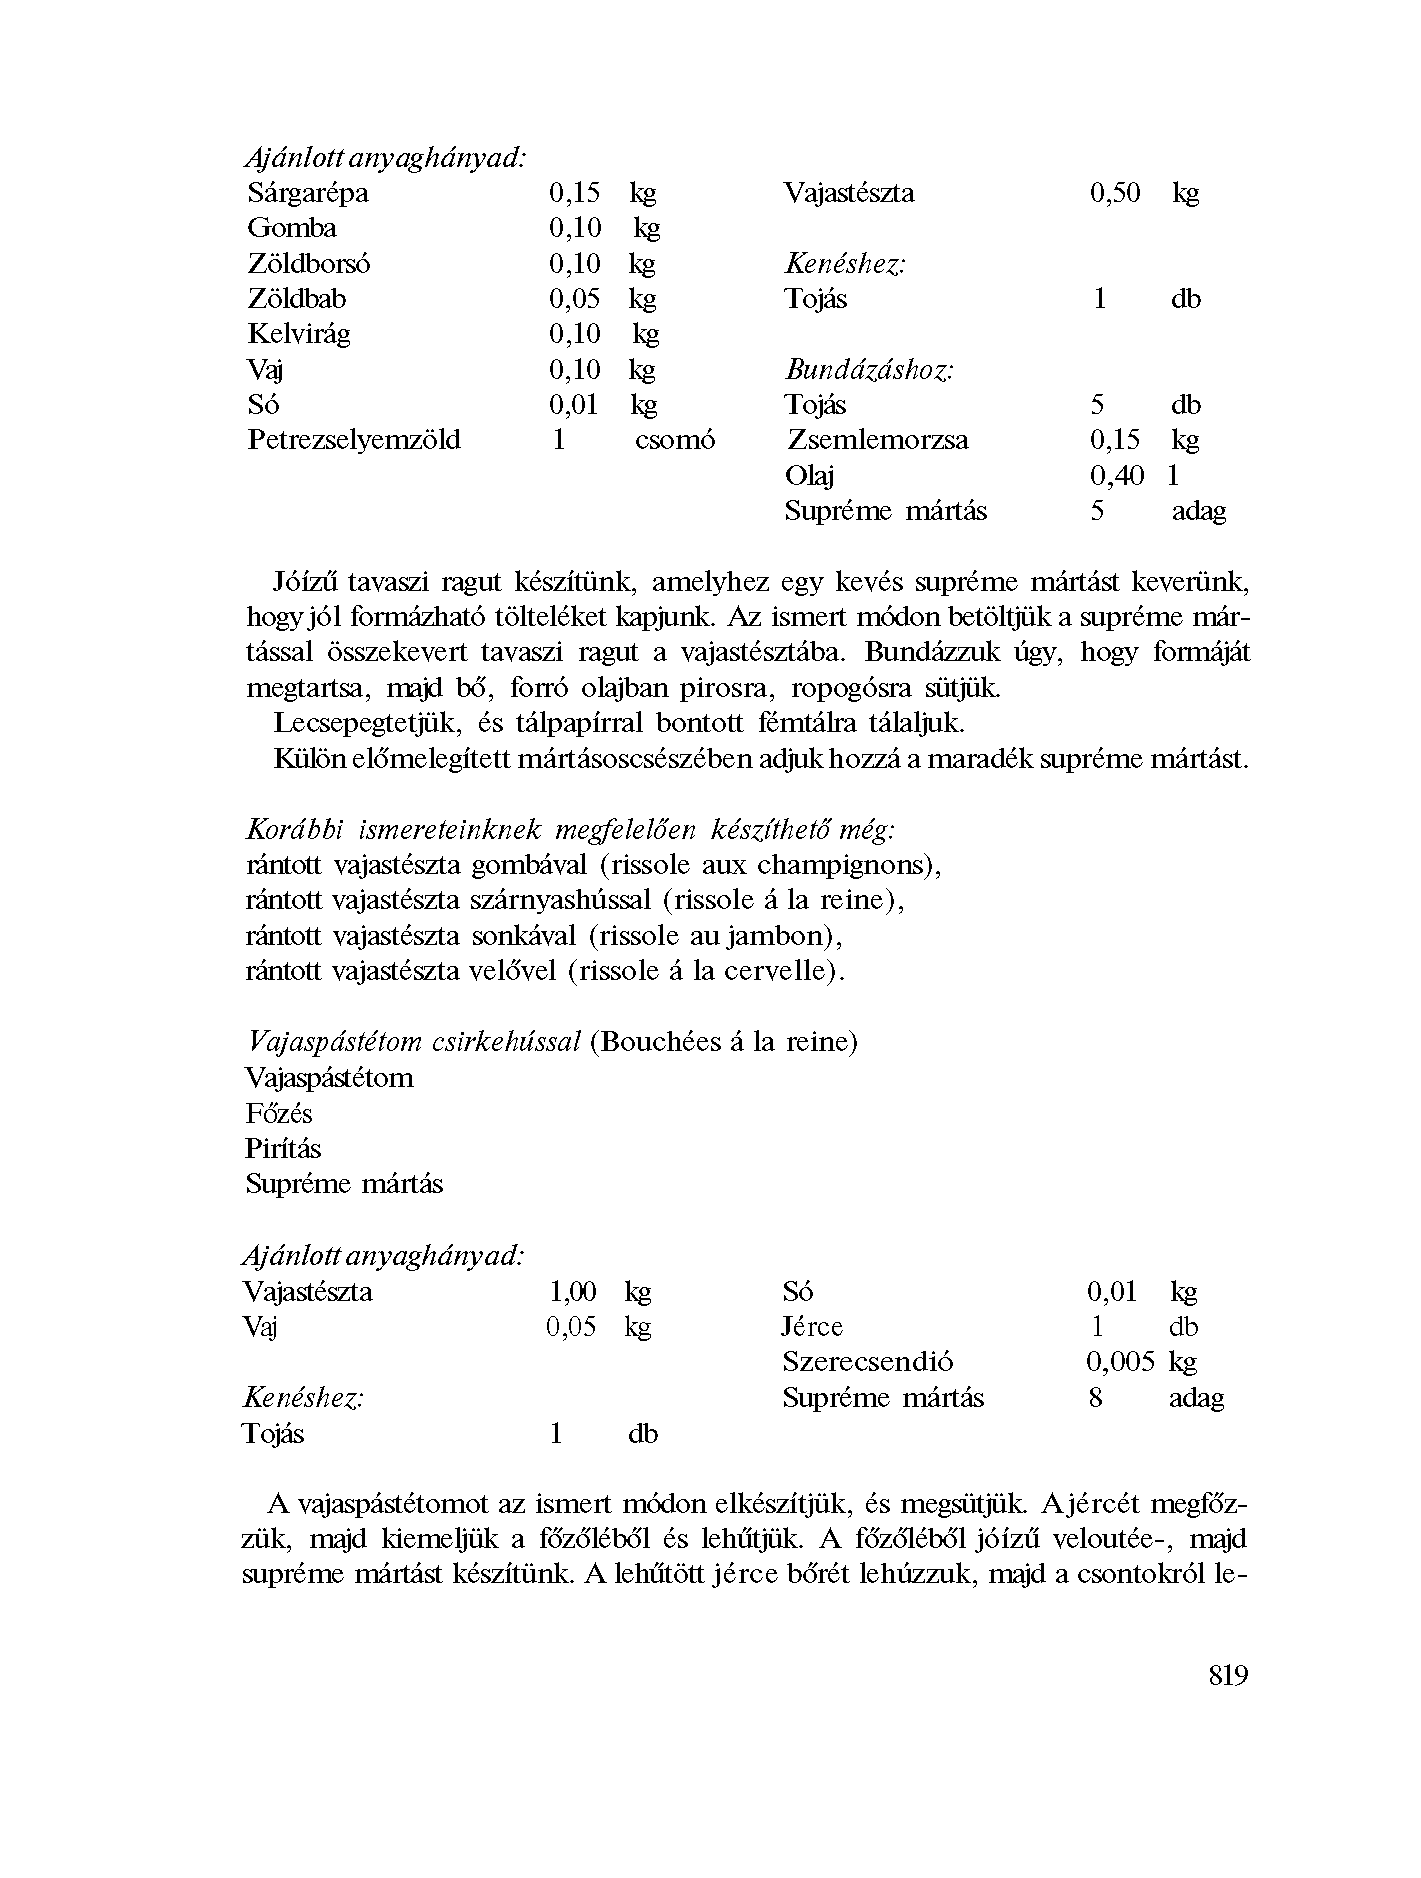 Ajánlott anyaghányad:
Sárgarépa 0,15 kg Vajastészta 0,50 kg
Gomba 0,10 kg
Zöldborsó 0,10 kg Kenéshez:
Zöldbab 0,05 kg Tojás 1 db
Kelvirág 0,10 kg
Vaj 0,10 kg Bundázáshoz:
Só 0,01 kg Tojás 5 db
Petrezselyemzöld 1 csomó Zsemlemorzsa 0,15 kg
Olaj 0,40 l
Supréme mártás 5 adag
Jóízű tavaszi ragut készítünk, amelyhez egy kevés supréme mártást keverünk,
hogy jól formázható tölteléket kapjunk. Az ismert módon betöltjük a supréme már-
tással összekevert tavaszi ragut a vajastésztába. Bundázzuk úgy, hogy formáját
megtartsa, majd bő, forró olajban pirosra, ropogósra sütjük.
Lecsepegtetjük, és tálpapírral bontott fémtálra tálaljuk.
Külön előmelegített mártásoscsészében adjuk hozzá a maradék supréme mártást.
Korábbi ismereteinknek megfelelően készíthető még:
rántott vajastészta gombával (rissole aux champignons),
rántott vajastészta szárnyashússal (rissole á la reine),
rántott vajastészta sonkával (rissole au jambon),
rántott vajastészta velővel (rissole á la cervelle).
Vajaspástétom csirkehússal (Bouchées á la reine)
Vajaspástétom
Főzés
Pirítás
Supréme mártás
Ajánlott anyaghányad:
Vajastészta 1,00 kg Só 0,01 kg
Vaj 0,05 kg Jérce 1 db
Szerecsendió 0,005 kg
Kenéshez: Supréme mártás 8 adag
Tojás 1 db
A vajaspástétomot az ismert módon elkészítjük, és megsütjük. A jércét megfőz-
zük, majd kiemeljük a főzőléből és lehűtjük. A főzőléből jóízű veloutée-, majd
supréme mártást készítünk. A lehűtött jérce bőrét lehúzzuk, majd a csontokról le-
819